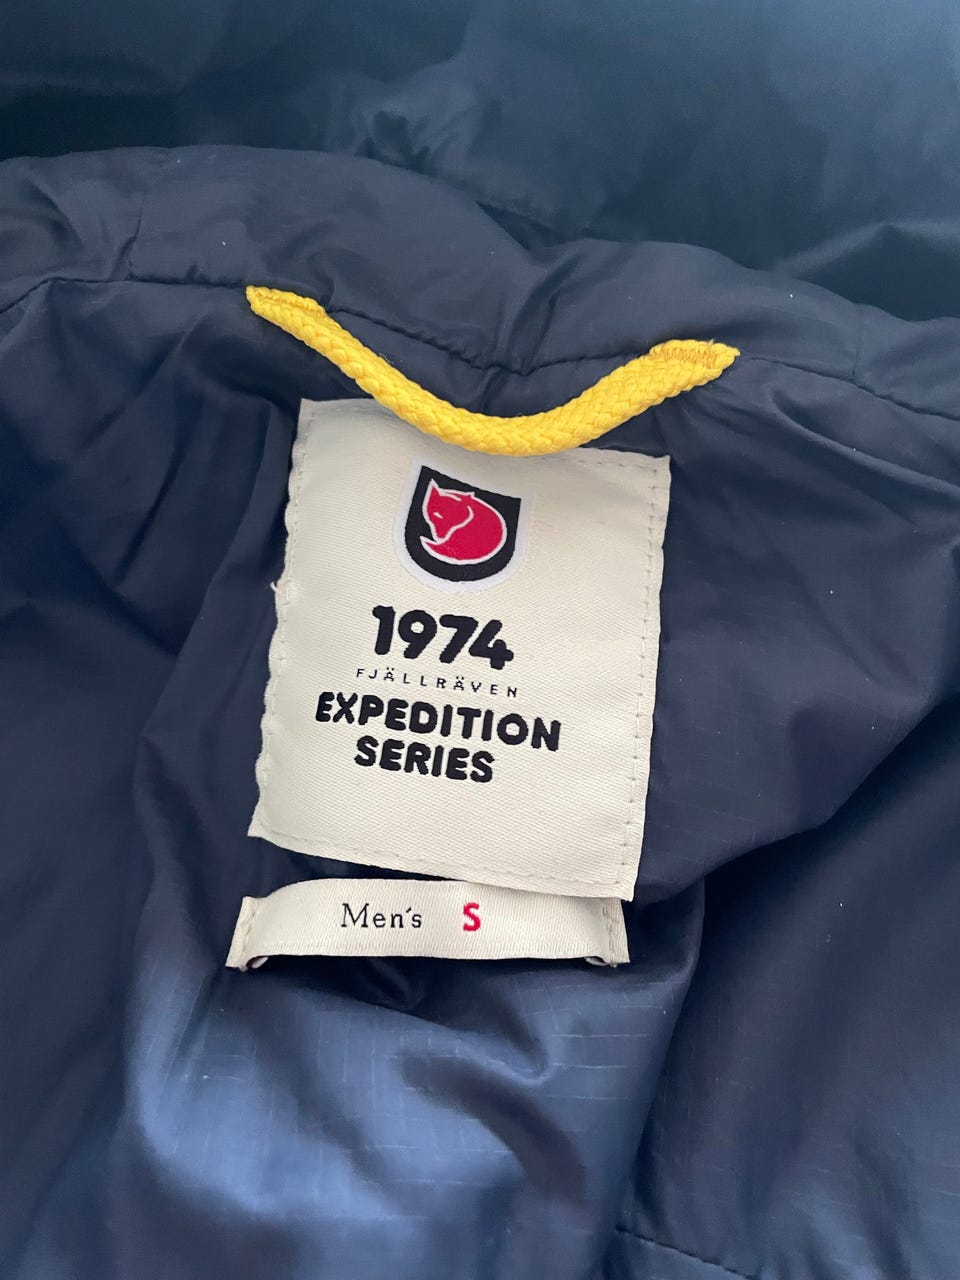 1974
FJÄLLRÄVEN
EXPEDITION
SERIES
Men's S